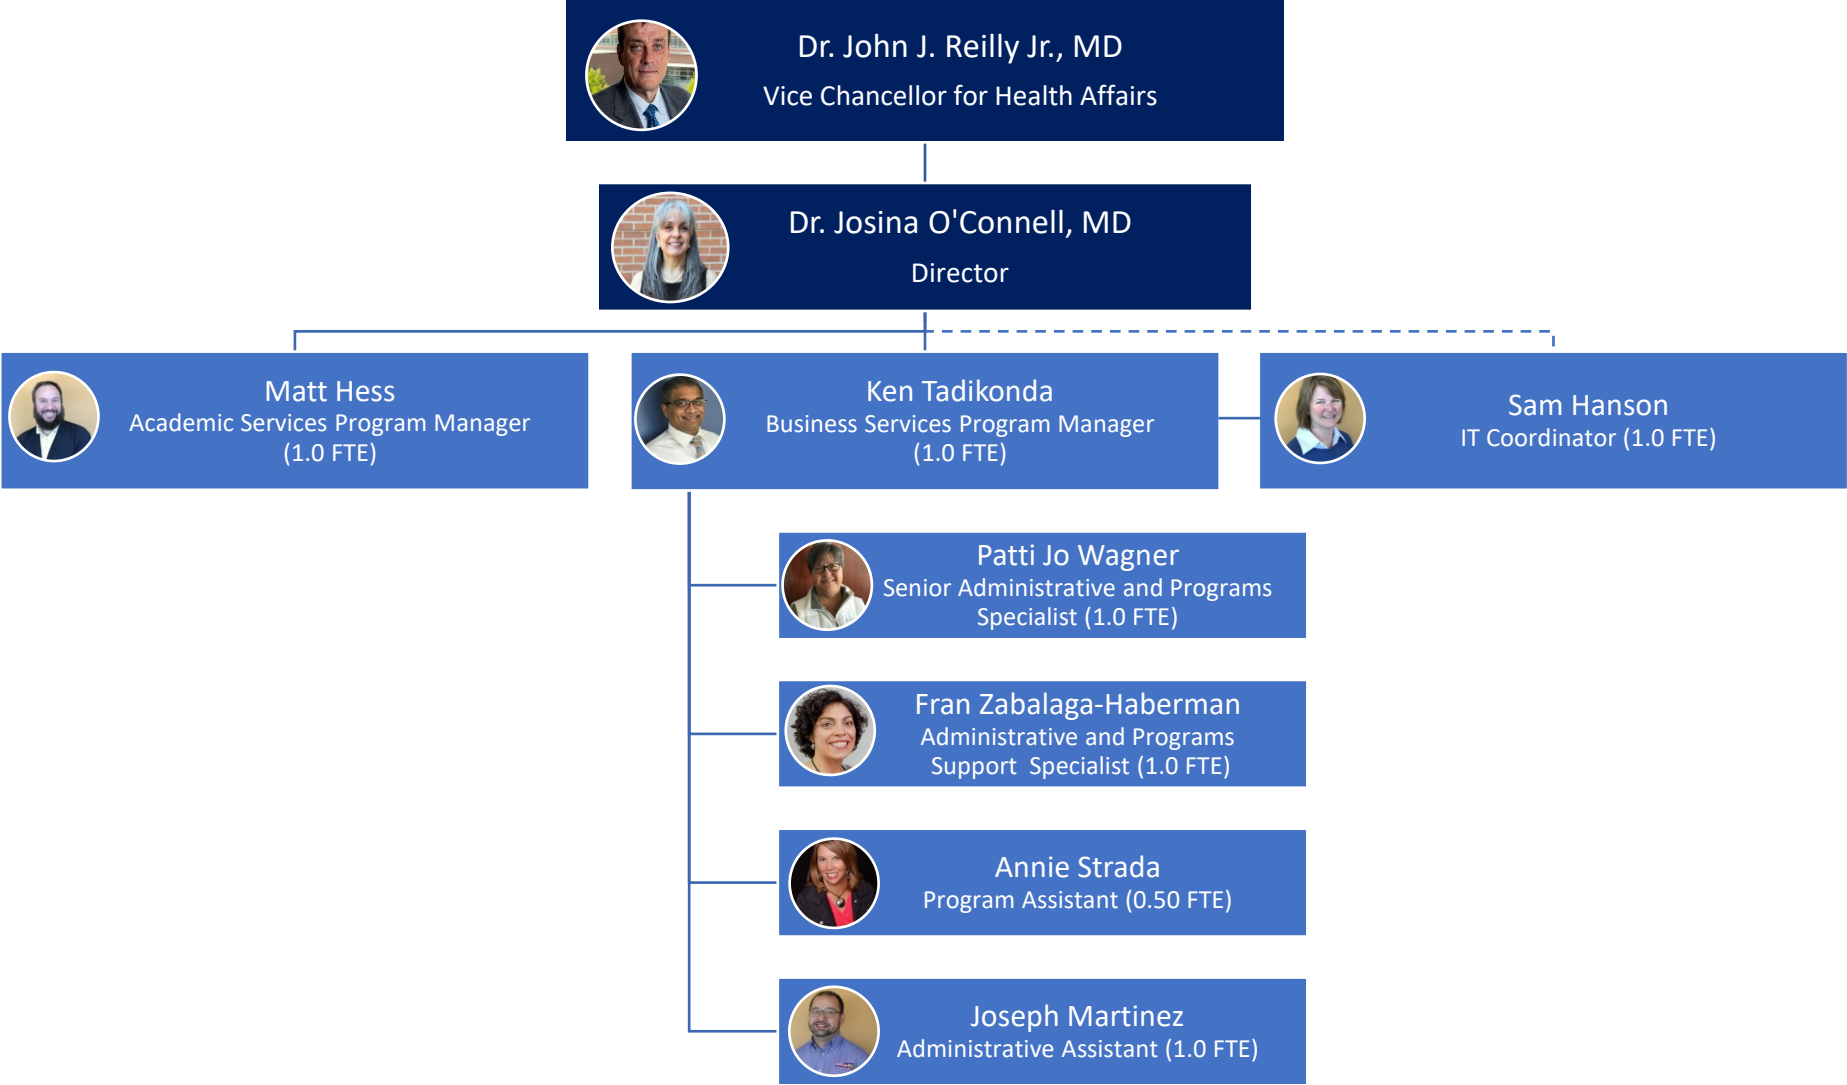 Dr. John J. Reilly Jr., MD
Vice Chancellor for Health Affairs
Dr. Josina O'Connell, MD
Director
Matt Hess
Academic Services Program Manager
(1.0 FTE)
Ken Tadikonda
Business Services Program Manager
(1.0 FTE)
Sam Hanson
IT Coordinator (1.0 FTE)
Patti Jo Wagner
Senior Administrative and Programs
Specialist (1.0 FTE)
Fran Zabalaga-Haberman
Administrative and Programs
Support  Specialist (1.0 FTE)
Annie Strada
Program Assistant (0.50 FTE)
Joseph Martinez
Administrative Assistant (1.0 FTE)